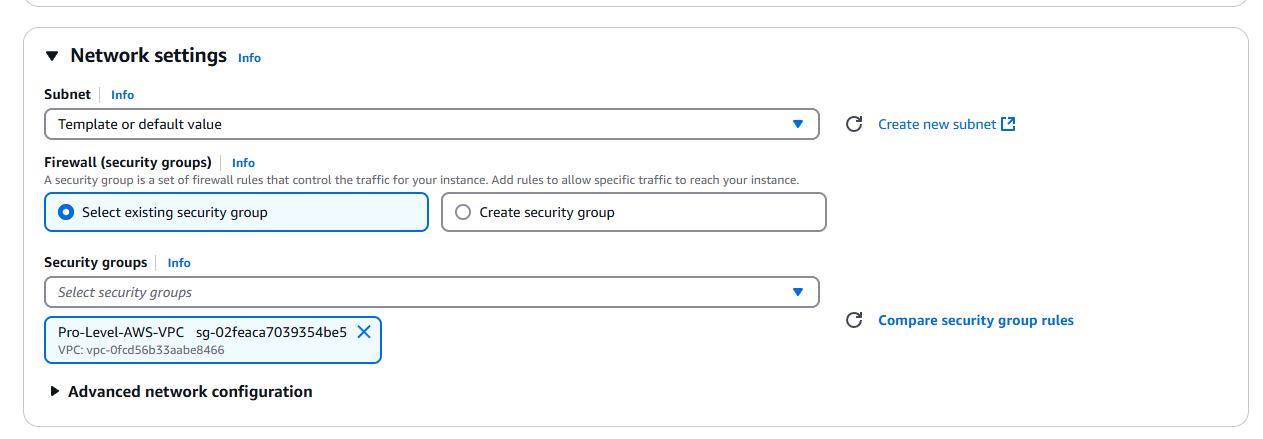 Network settings Info
Subnet Info
Template or default value
Create new subnet
Firewall (security groups) Info
A security group is a set of firewall rules that control the traffic for your instance. Add rules to allow specific traffic to reach your instance.
Select existing security group
Create security group
Security groups Info
Select security groups
Pro-Level-AWS-VPC sg-02feaca7039354be5
VPC: vpc-0fcd56b33aabe8466
Compare security group rules
Advanced network configuration